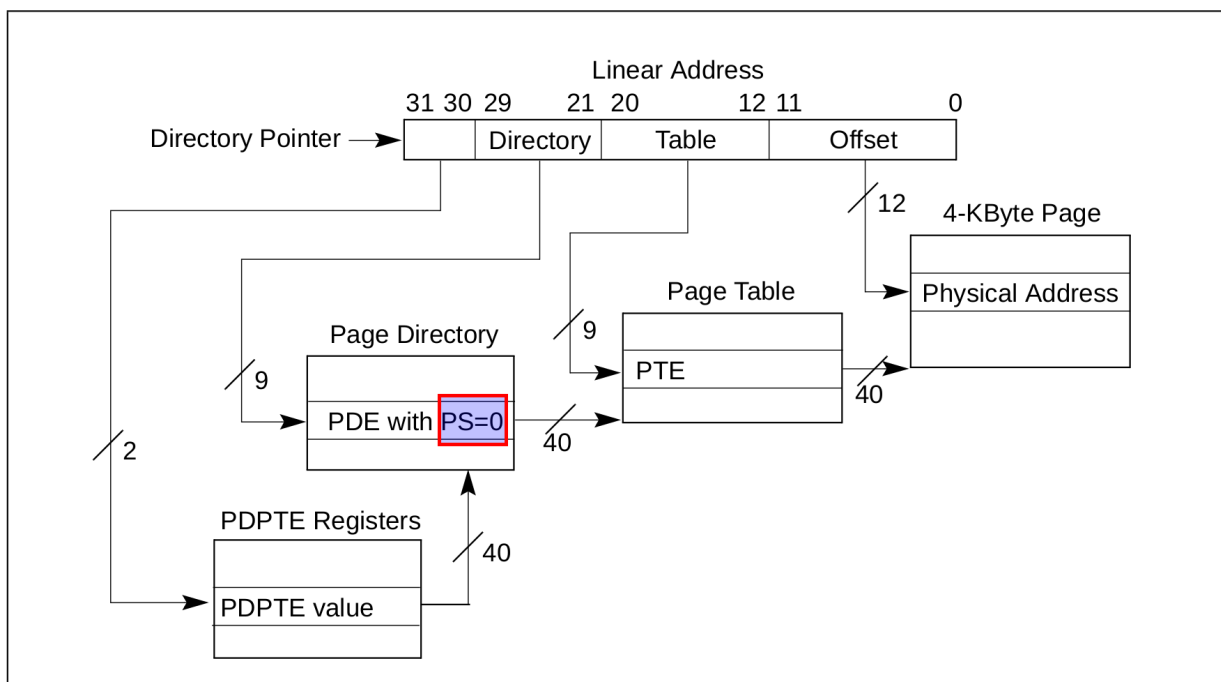 Linear Address
31 30 29 21 20 12 11 0
Directory Pointer
Directory Table Offset
12
4-KByte Page
Physical Address
Page Table
9
PTE
40
Page Directory
9
PDE with PS=0
40
2
PDPTE Registers
40
PDPTE value